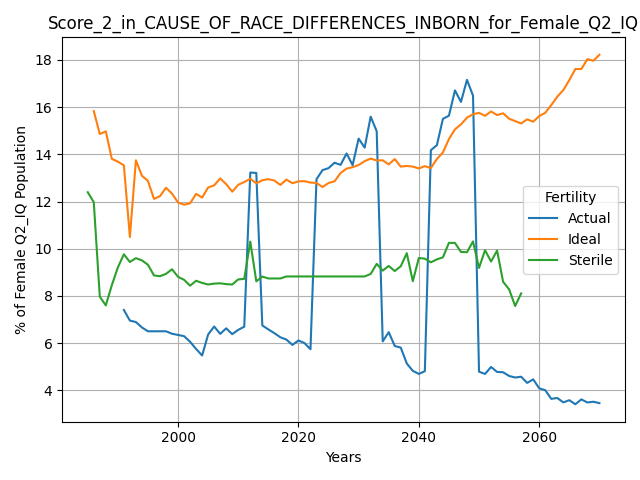 Score_2_in_CAUSE_OF_RACE_DIFFERENCES_INBORN_for_Female_Q2_IQ
% of Female Q2_IQ Population
18
16
14
12
10
8
6
4
Fertility
Actual
Ideal
Sterile
2000
2020
2040
2060
Years